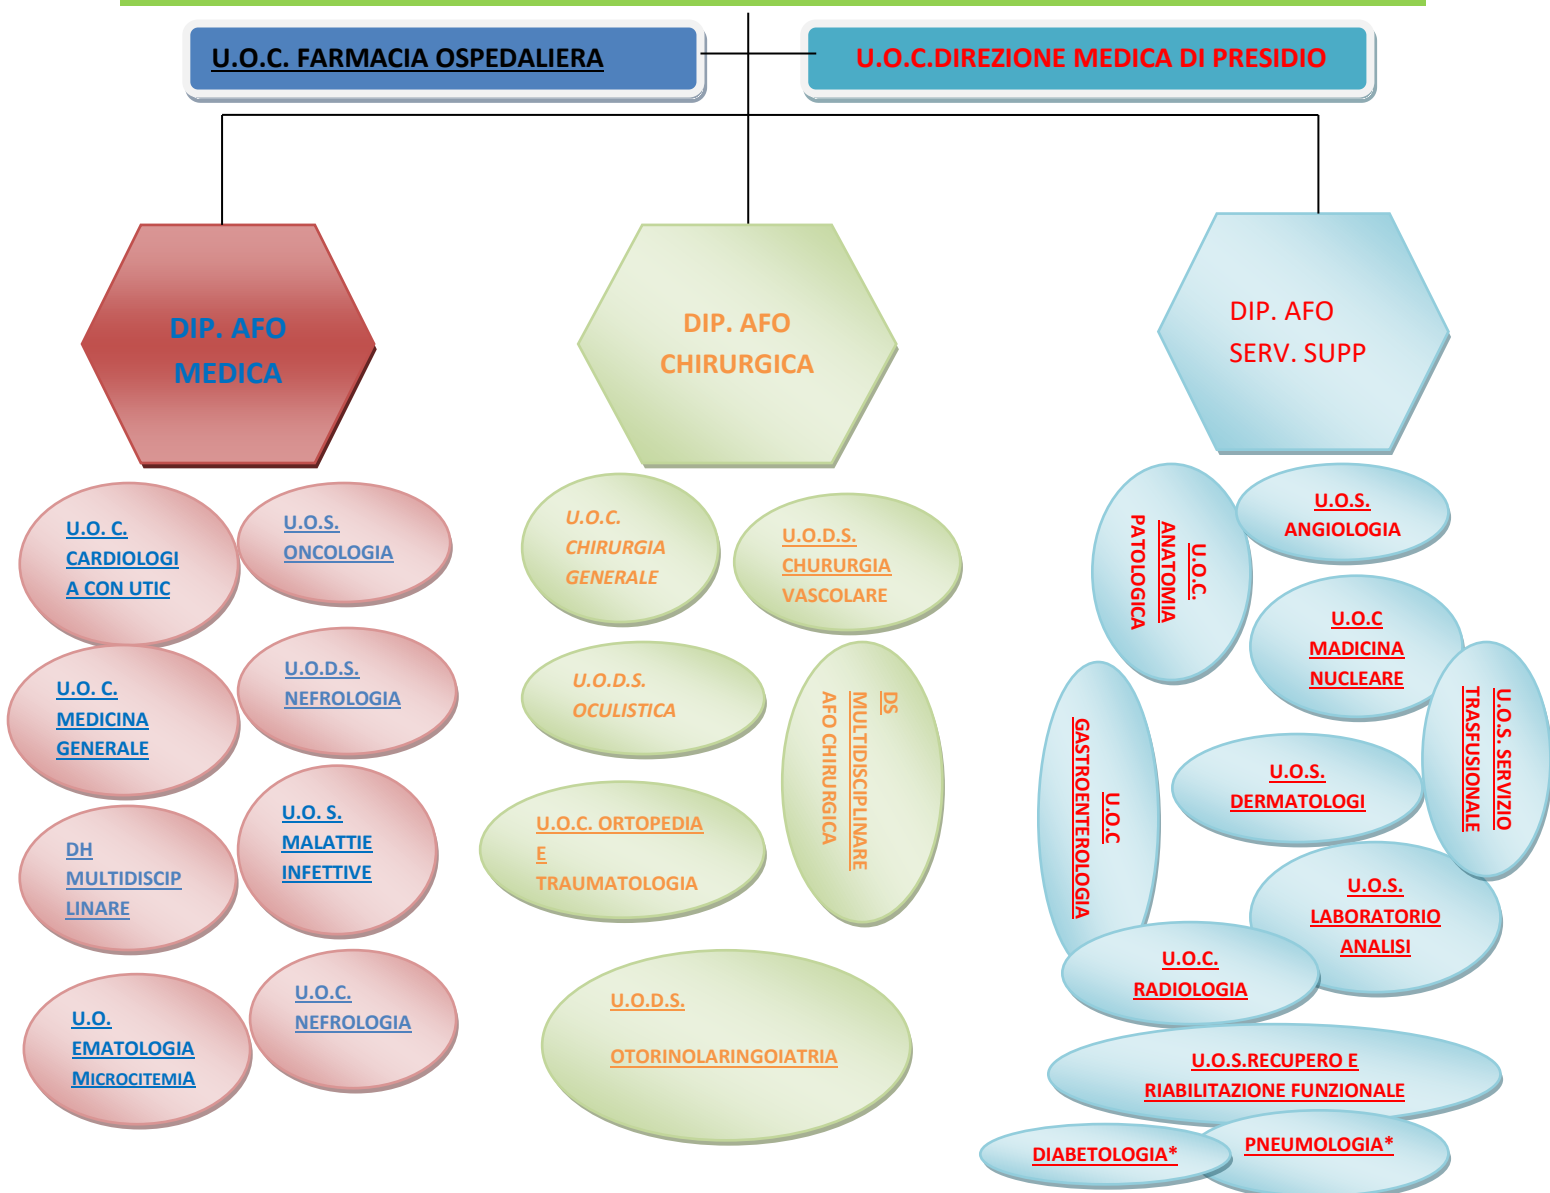 U.O.C. FARMACIA OSPEDALIERA
U.O.C.DIREZIONE MEDICA DI PRESIDIO
DIP. AFO
MEDICA
DIP. AFO
CHIRURGICA
DIP. AFO
SERV. SUPP
U.O. C.
CARDIOLOGI
A CON UTIC
U.O.S.
ONCOLOGIA
U.O. C.
MEDICINA
GENERALE
U.O.D.S.
NEFROLOGIA
DH
MULTIDISCIP
LINARE
U.O. S.
MALATTIE
INFETTIVE
U.O.
EMATOLOGIA
MICROCITEMIA
U.O.C.
NEFROLOGIA
U.O.C.
CHIRURGIA
GENERALE
U.O.D.S.
CHURURGIA
VASCOLARE
U.O.D.S.
OCULISTICA
DS
MULTIDISCIPLINARE
AFO CHIRURGICA
U.O.C. ORTOPEDIA
E
TRAUMATOLOGIA
U.O.D.S.
OTORINOLARINGOIATRIA
U.O.C.
ANATOMIA
PATOLOGICA
U.O.S.
ANGIOLOGIA
U.O.C
MADICINA
NUCLEARE
U.O.S. SERVIZIO
TRASFUSIONALE
U.O.C
GASTROENTEROLOGIA
U.O.S.
DERMATOLOGI
U.O.S.
LABORATORIO
ANALISI
U.O.C.
RADIOLOGIA
U.O.S.RECUPERO E
RIABILITAZIONE FUNZIONALE
DIABETOLOGIA*
PNEUMOLOGIA*